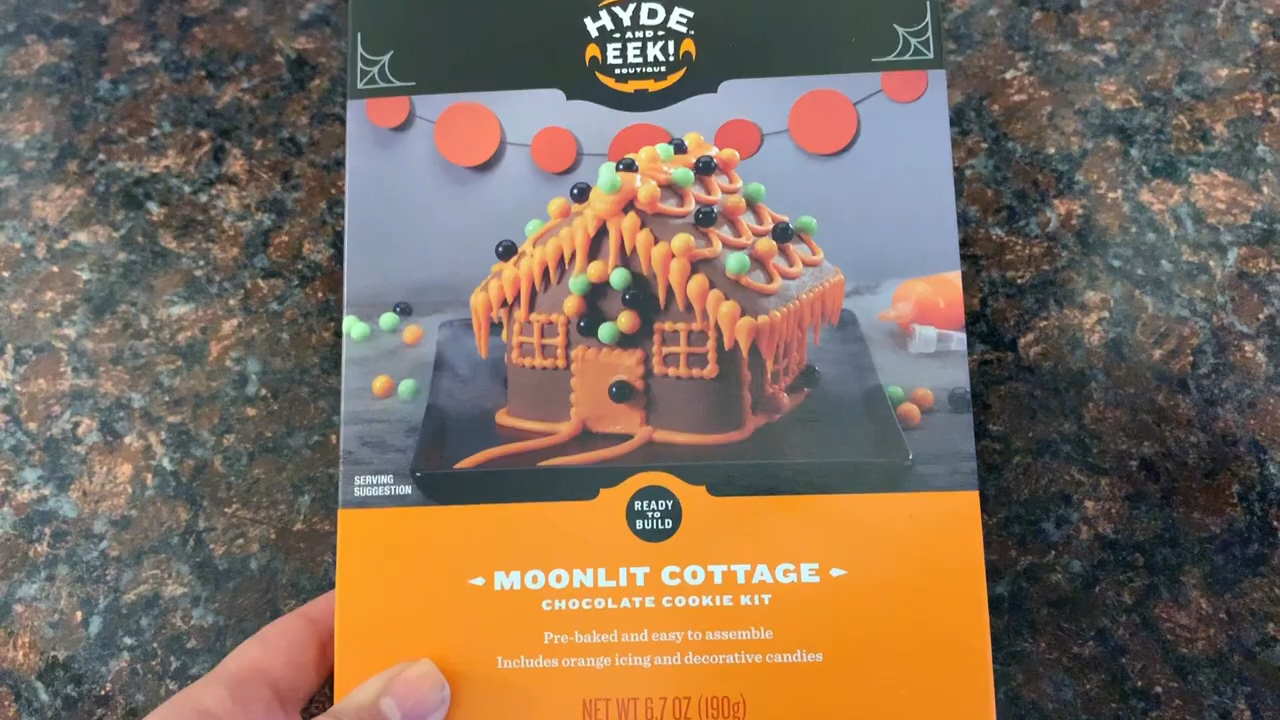 HYDE
AND
EEK!
BOUTIQUE
SERVING
SUGGESTION
READY
TO
BUILD
MOONLIT COTTAGE
CHOCOLATE COOKIE KIT
Pre-baked and easy to assemble
Includes orange icing and decorative candies
NET WT 6.7 OZ (190g)